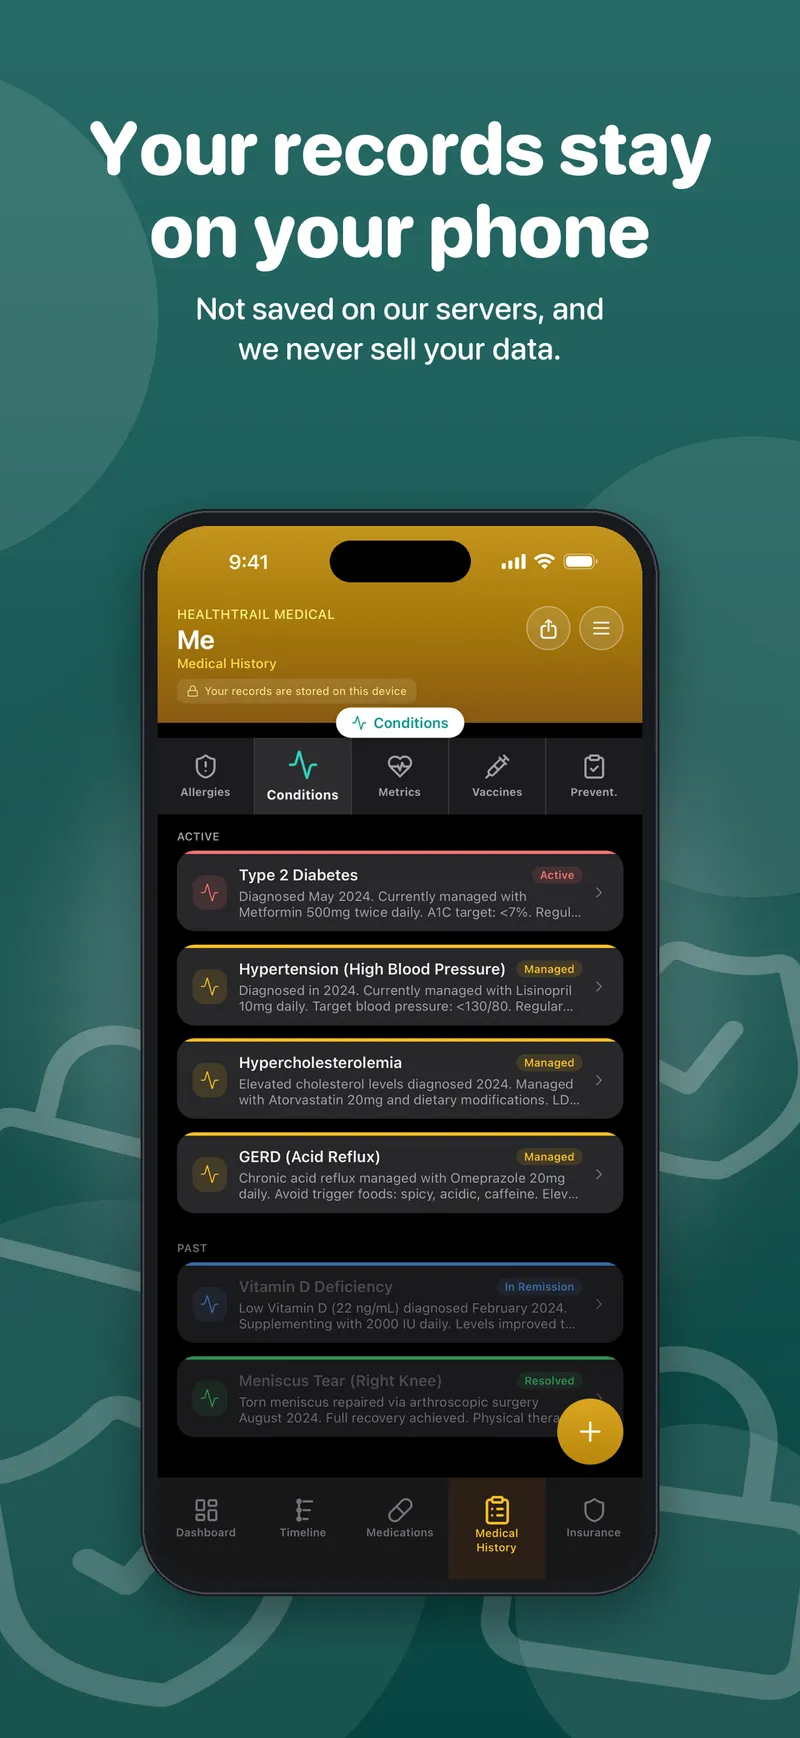 Your records stay
on your phone
Not saved on our servers, and
we never sell your data.
9:41
HEALTHTRAIL MEDICAL
Me
Medical History
Your records are stored on this device
Conditions
Allergies
Conditions
Metrics
Vaccines
Prevent.
ACTIVE
Type 2 Diabetes
Active
Diagnosed May 2024. Currently managed with
Metformin 500mg twice daily. A1C target: <7%. Regul...
Hypertension (High Blood Pressure)
Managed
Diagnosed in 2024. Currently managed with Lisinopril
10mg daily. Target blood pressure: <130/80. Regular...
Hypercholesterolemia
Managed
Elevated cholesterol levels diagnosed 2024. Managed
with Atorvastatin 20mg and dietary modifications. LD...
GERD (Acid Reflux)
Managed
Chronic acid reflux managed with Omeprazole 20mg
daily. Avoid trigger foods: spicy, acidic, caffeine. Elev...
PAST
Vitamin D Deficiency
In Remission
Low Vitamin D (22 ng/mL) diagnosed February 2024.
Supplementing with 2000 IU daily. Levels improved t...
Meniscus Tear (Right Knee)
Resolved
Torn meniscus repaired via arthroscopic surgery
August 2024. Full recovery achieved. Physical thera
Dashboard
Timeline
Medications
Medical
History
Insurance